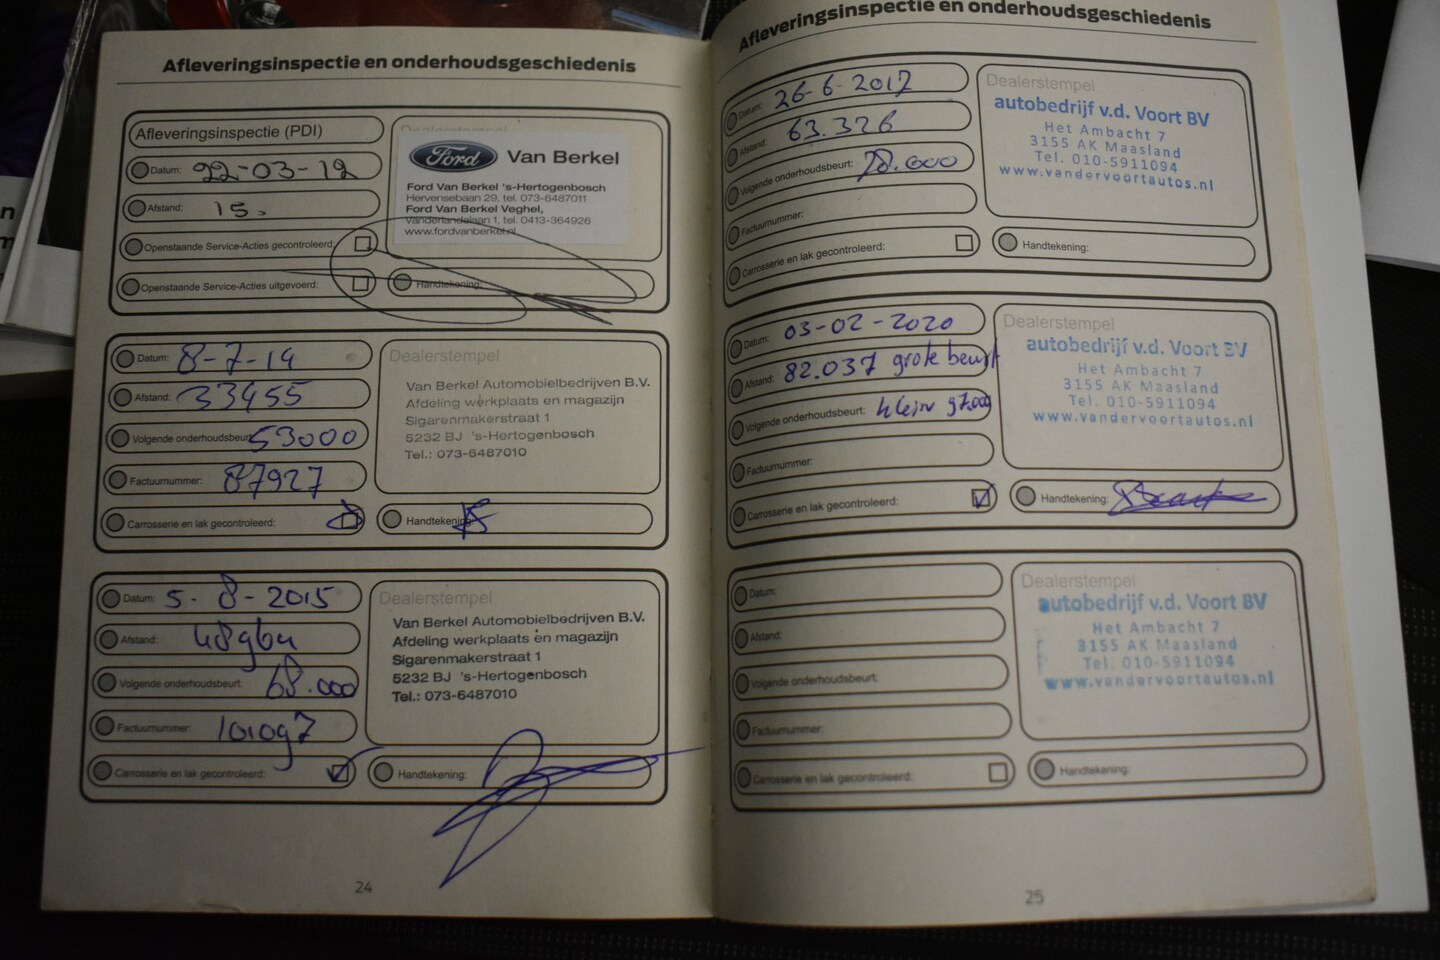 Afleveringsinspectie en onderhoudsgeschiedenis
Afleveringsinspectie (PDI)
Datum: 22-03-12
Afstand: 15.
Openstaande Service-Acties gecontroleerd:
Openstaande Service-Acties uitgevoerd:
Dealerstempel
Ford Van Berkel
Ford Van Berkel 's-Hertogenbosch
Hervensebaan 29, tel. 073-6487011
Ford Van Berkel Veghel,
Vanderlandelaan 1, tel. 0413-364926
www.fordvanberkel.nl
Handtekening:
Datum: 8-7-14
Afstand: 33455
Volgende onderhoudsbeurt: 53000
Factuurnummer: 87927
Carrosserie en lak gecontroleerd:
Dealerstempel
Van Berkel Automobielbedrijven B.V.
Afdeling werkplaats en magazijn
Sigarenmakerstraat 1
5232 BJ 's-Hertogenbosch
Tel.: 073-6487010
Handtekening:
Datum: 5-8-2015
Afstand: 48964
Volgende onderhoudsbeurt: 68.000
Factuurnummer: 101097
Carrosserie en lak gecontroleerd:
Dealerstempel
Van Berkel Automobielbedrijven B.V.
Afdeling werkplaats en magazijn
Sigarenmakerstraat 1
5232 BJ 's-Hertogenbosch
Tel.: 073-6487010
Handtekening:
24
Afleveringsinspectie en onderhoudsgeschiedenis
Datum: 26-6-2017
Afstand: 63.326
Volgende onderhoudsbeurt: 78.000
Factuurnummer:
Carrosserie en lak gecontroleerd:
Dealerstempel
autobedrijf v.d. Voort BV
Het Ambacht 7
3155 AK Maasland
Tel. 010-5911094
www.vandervoortautos.nl
Handtekening:
Datum: 03-02-2020
Afstand: 82.037 grote beurt
Volgende onderhoudsbeurt: klein 97.000
Factuurnummer:
Carrosserie en lak gecontroleerd:
Dealerstempel
autobedrijf v.d. Voort BV
Het Ambacht 7
3155 AK Maasland
Tel. 010-5911094
www.vandervoortautos.nl
Handtekening:
Datum:
Afstand:
Volgende onderhoudsbeurt:
Factuurnummer:
Carrosserie en lak gecontroleerd:
Dealerstempel
autobedrijf v.d. Voort BV
Het Ambacht 7
3155 AK Maasland
Tel. 010-5911094
www.vandervoortautos.nl
Handtekening:
25